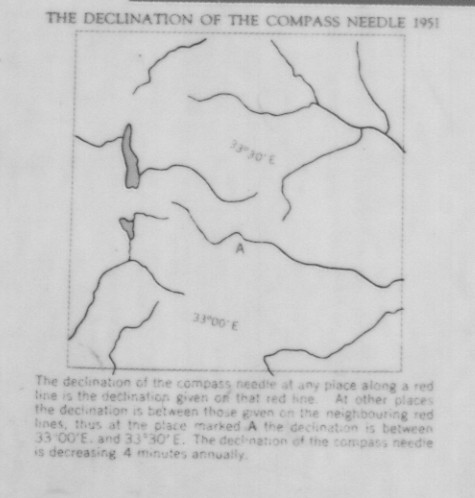 THE DECLINATION OF THE COMPASS NEEDLE 1951
33°30'E
A
33°00'E
The declination of the compass needle at any place along a red
line is the declination given on that red line. At other places
the declination is between those given on the neighbouring red
lines, thus at the place marked A the declination is between
33°00'E. and 33°30'E. The declination of the compass needle
is decreasing 4 minutes annually.